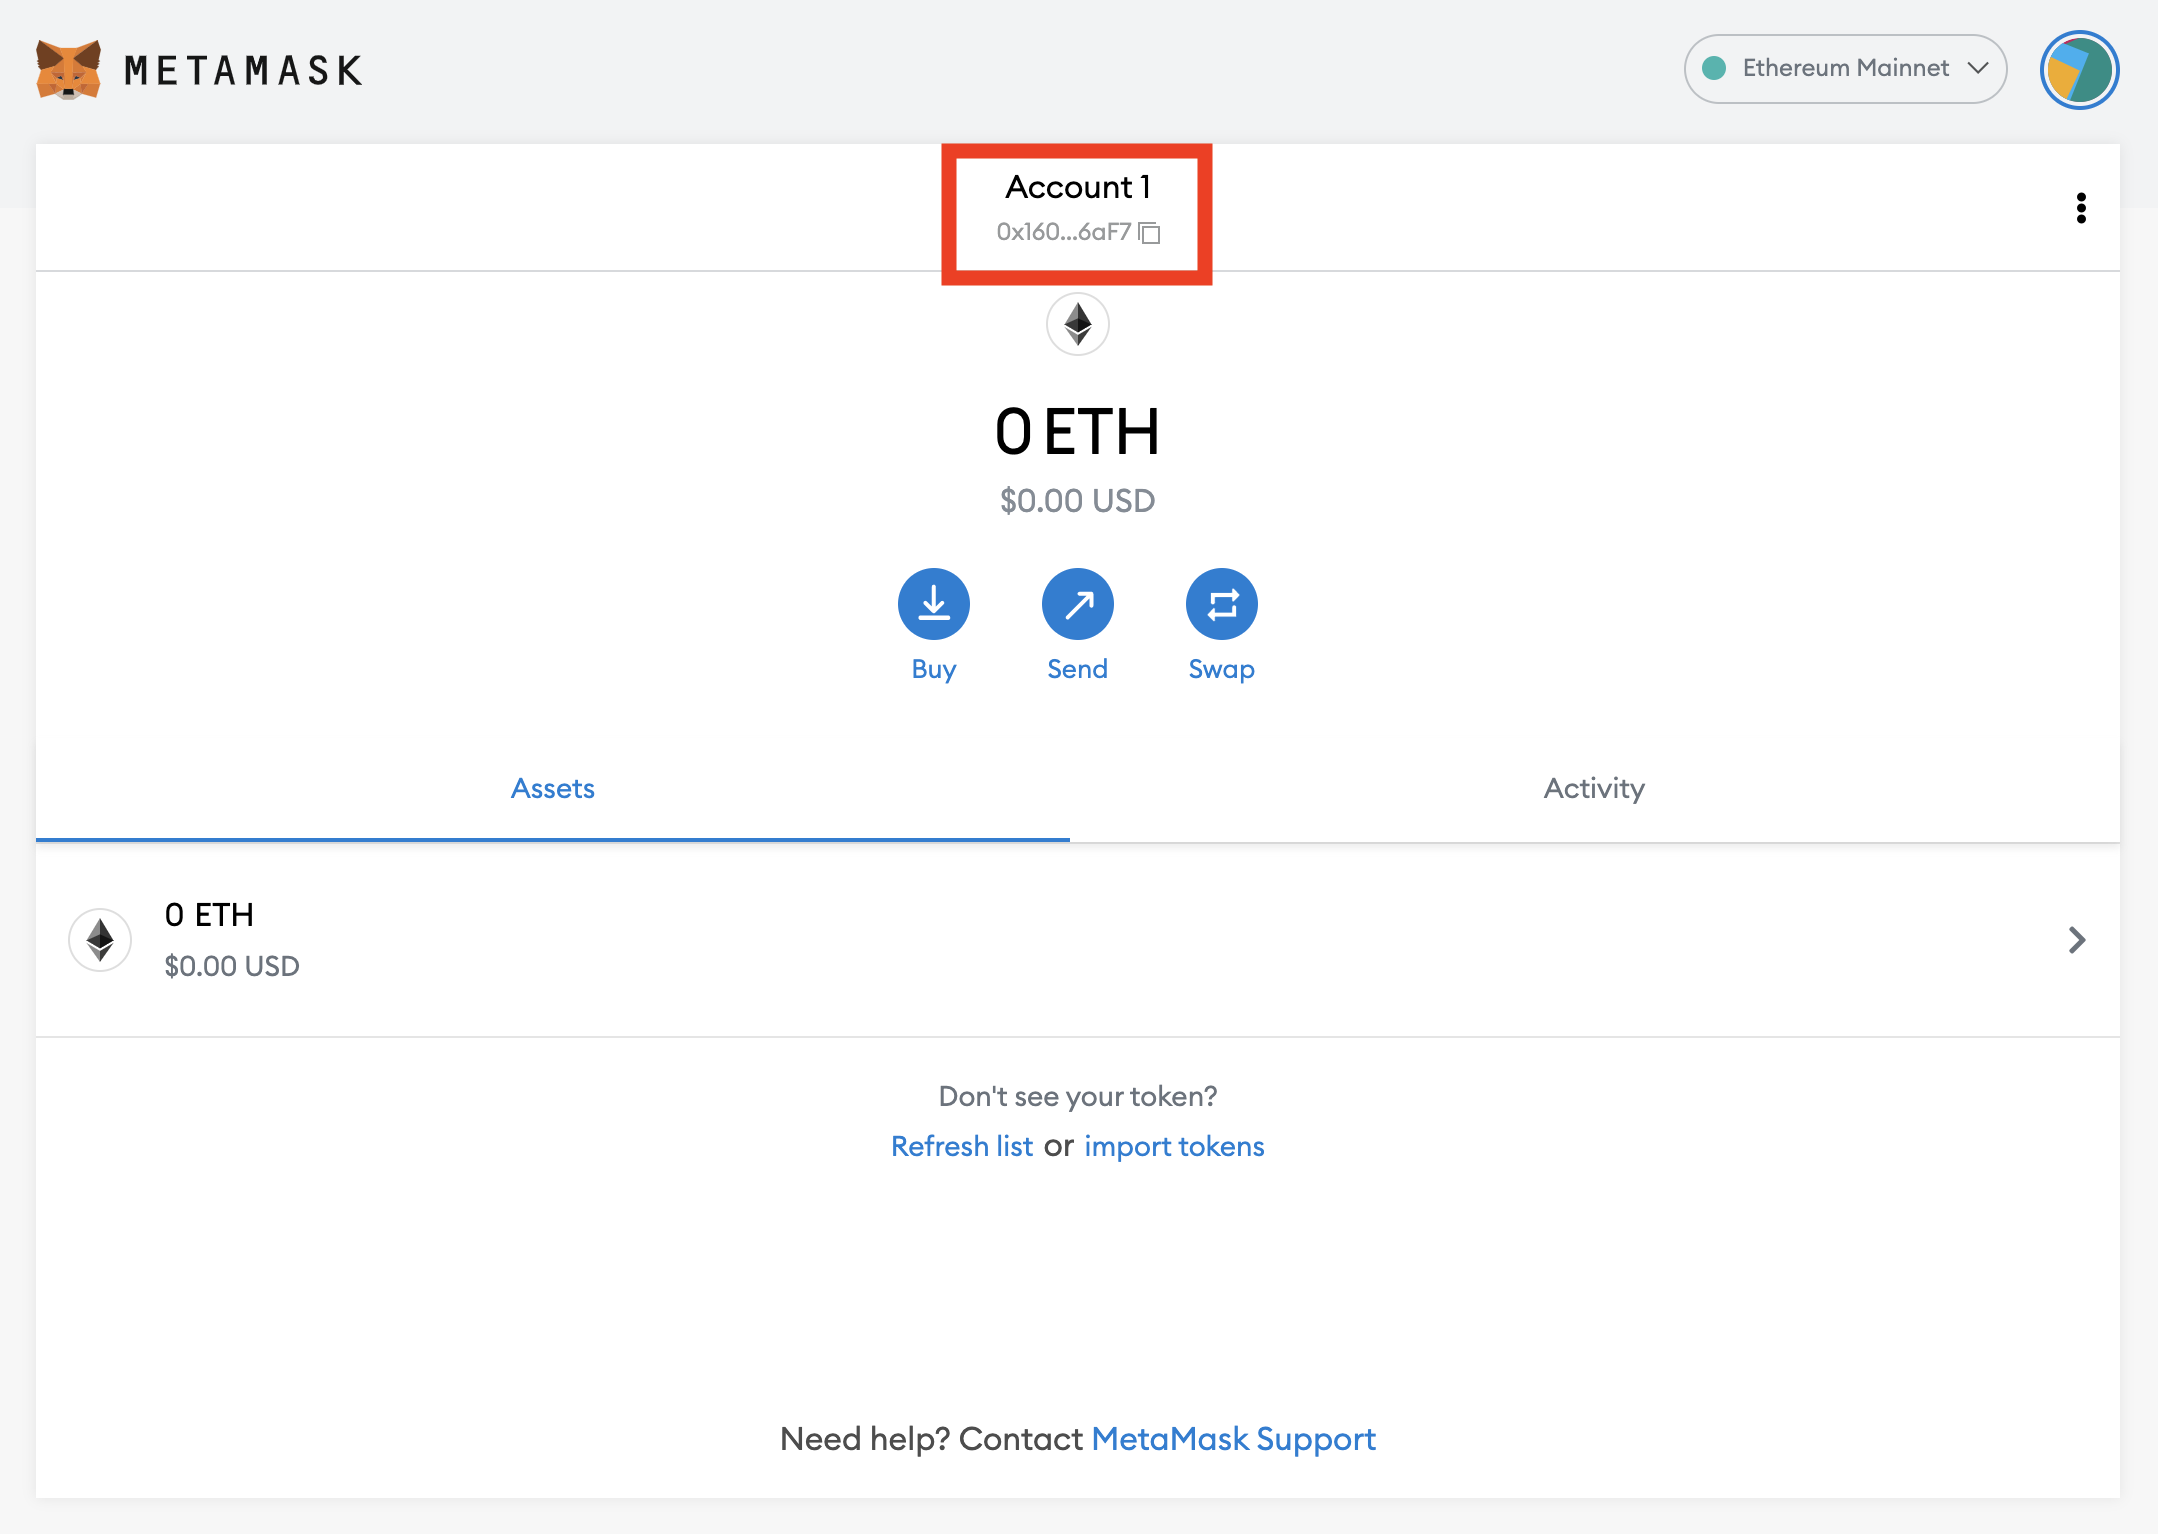 METAMASK
Ethereum Mainnet
Account 1
0x160...6aF7
0 ETH
$0.00 USD
Buy
Send
Swap
Assets
Activity
0 ETH
$0.00 USD
Don't see your token?
Refresh list or import tokens
Need help? Contact MetaMask Support